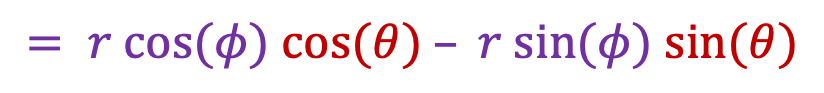 = r cos(ϕ) cos(θ) – r sin(ϕ) sin(θ)